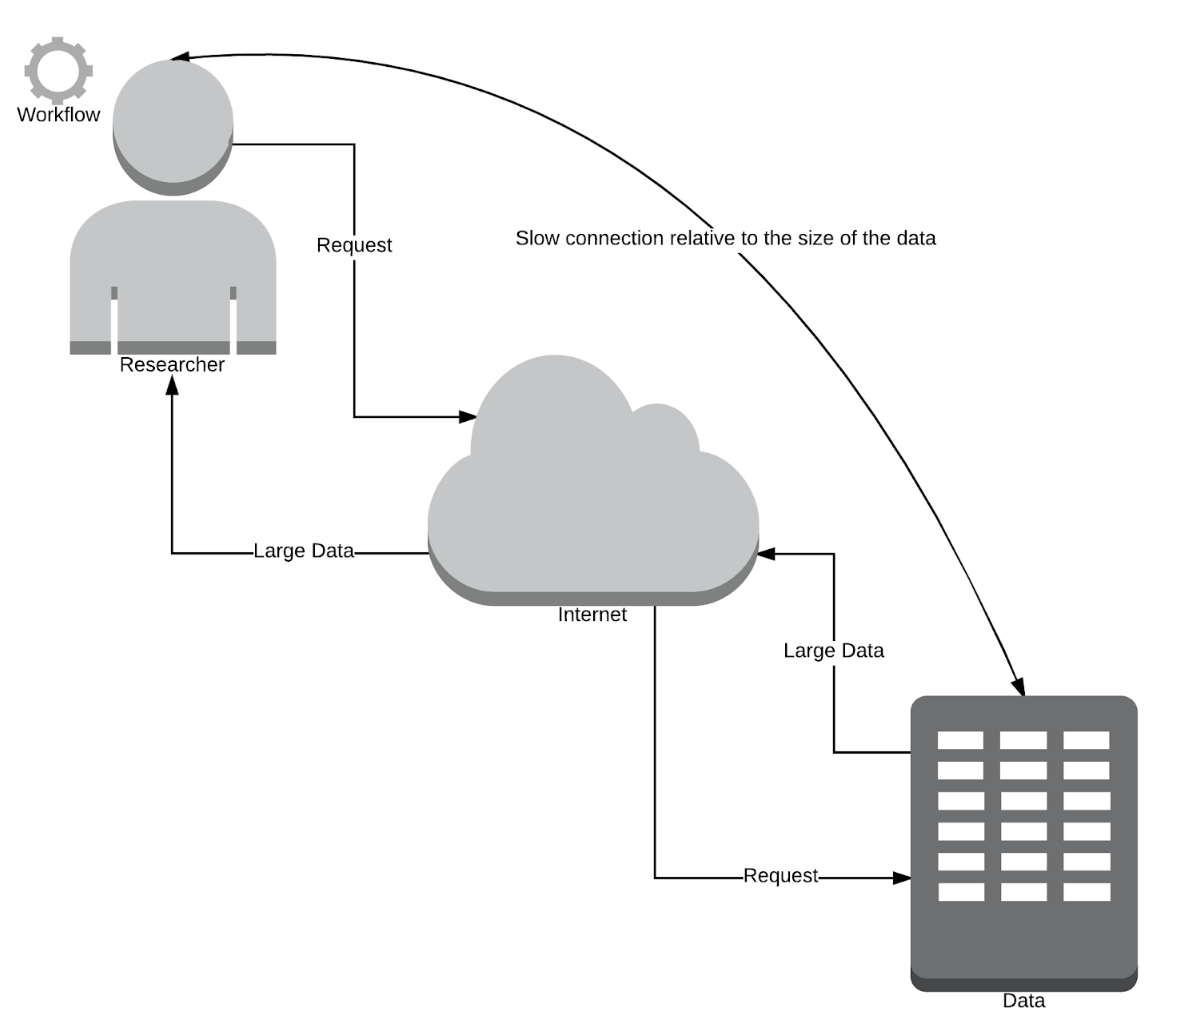 Workflow
Slow connection relative to the size of the data
Request
Researcher
Large Data
Internet
Large Data
Request
Data